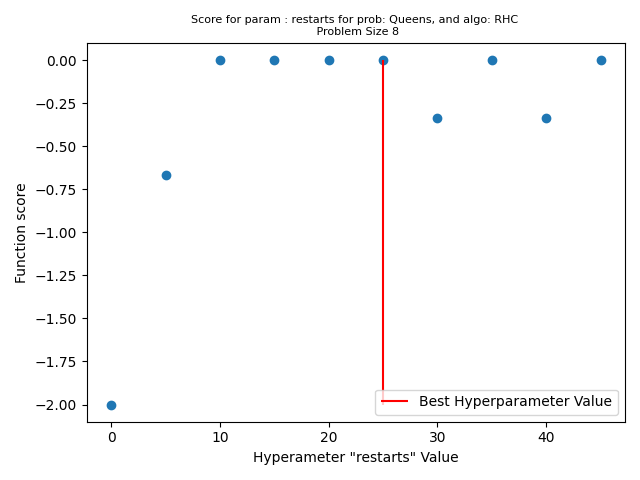 Score for param : restarts for prob: Queens, and algo: RHC
Problem Size 8
0.00
−0.25
−0.50
−0.75
−1.00
−1.25
−1.50
−1.75
−2.00
Function score
Best Hyperparameter Value
0 10 20 30 40
Hyperameter "restarts" Value